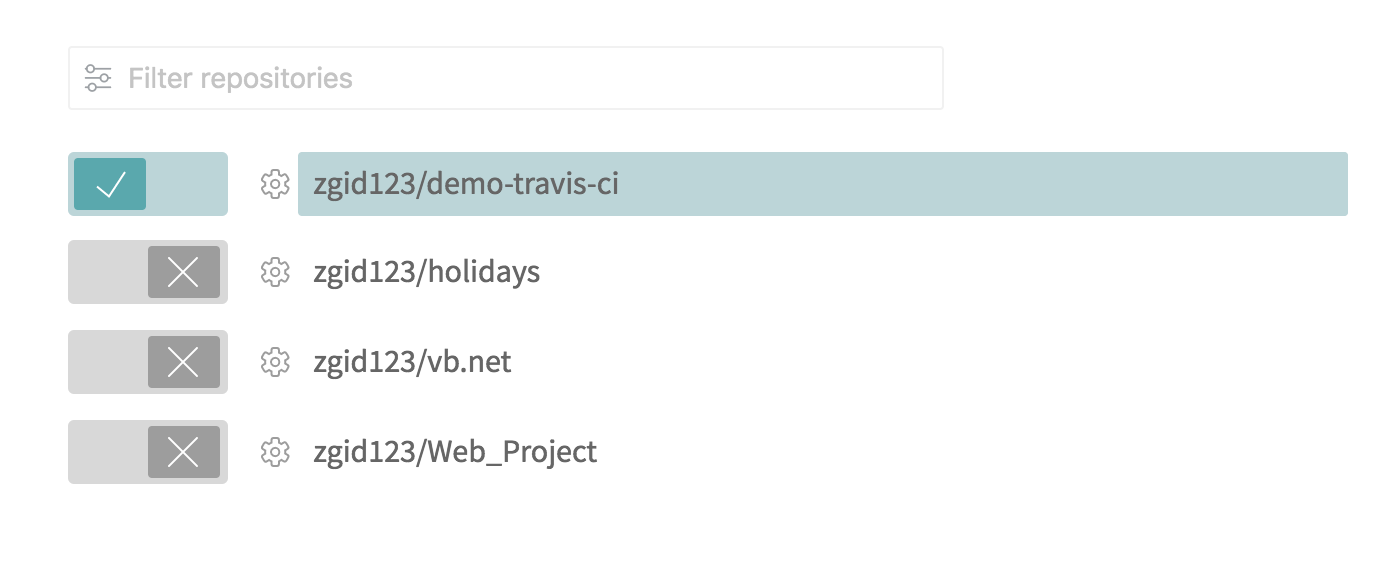 Filter repositories
zgid123/demo-travis-ci
zgid123/holidays
zgid123/vb.net
zgid123/Web_Project